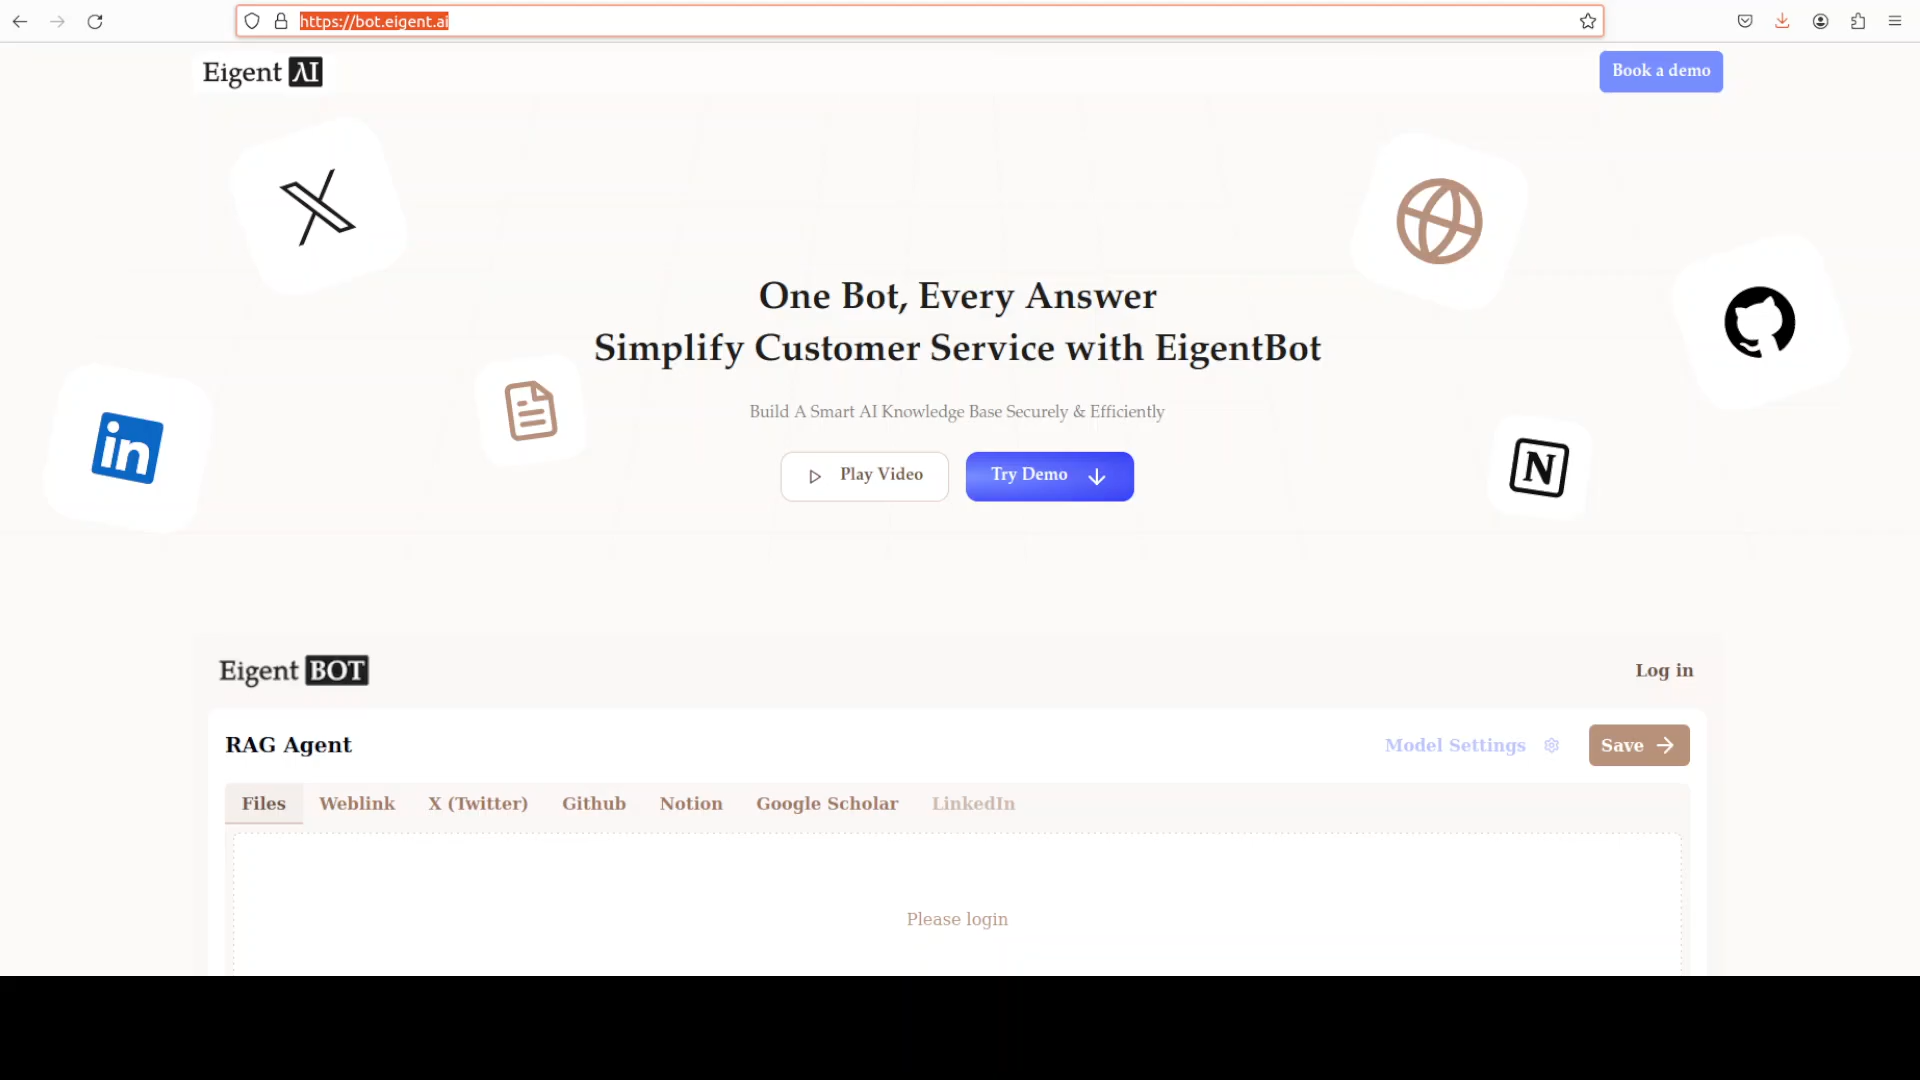 https://bot.eigent.ai
Eigent AI
Book a demo
One Bot, Every Answer
Simplify Customer Service with EigentBot
Build A Smart AI Knowledge Base Securely & Efficiently
Play Video
Try Demo
in
N
Eigent BOT
Log in
RAG Agent
Model Settings
Save
Files Weblink X (Twitter) Github Notion Google Scholar LinkedIn
Please login